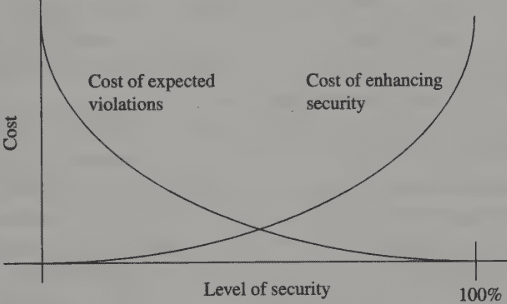 Cost of expected
violations
Cost of enhancing
security
Cost
Level of security
100%